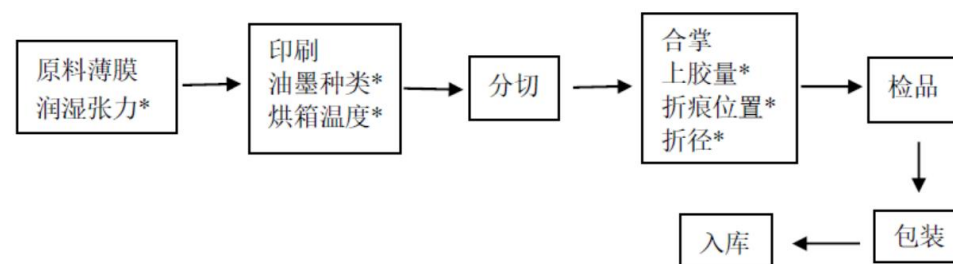 原料薄膜
润湿张力*
印刷
油墨种类*
烘箱温度*
分切
合掌
上胶量*
折痕位置*
折径*
检品
包装
入库